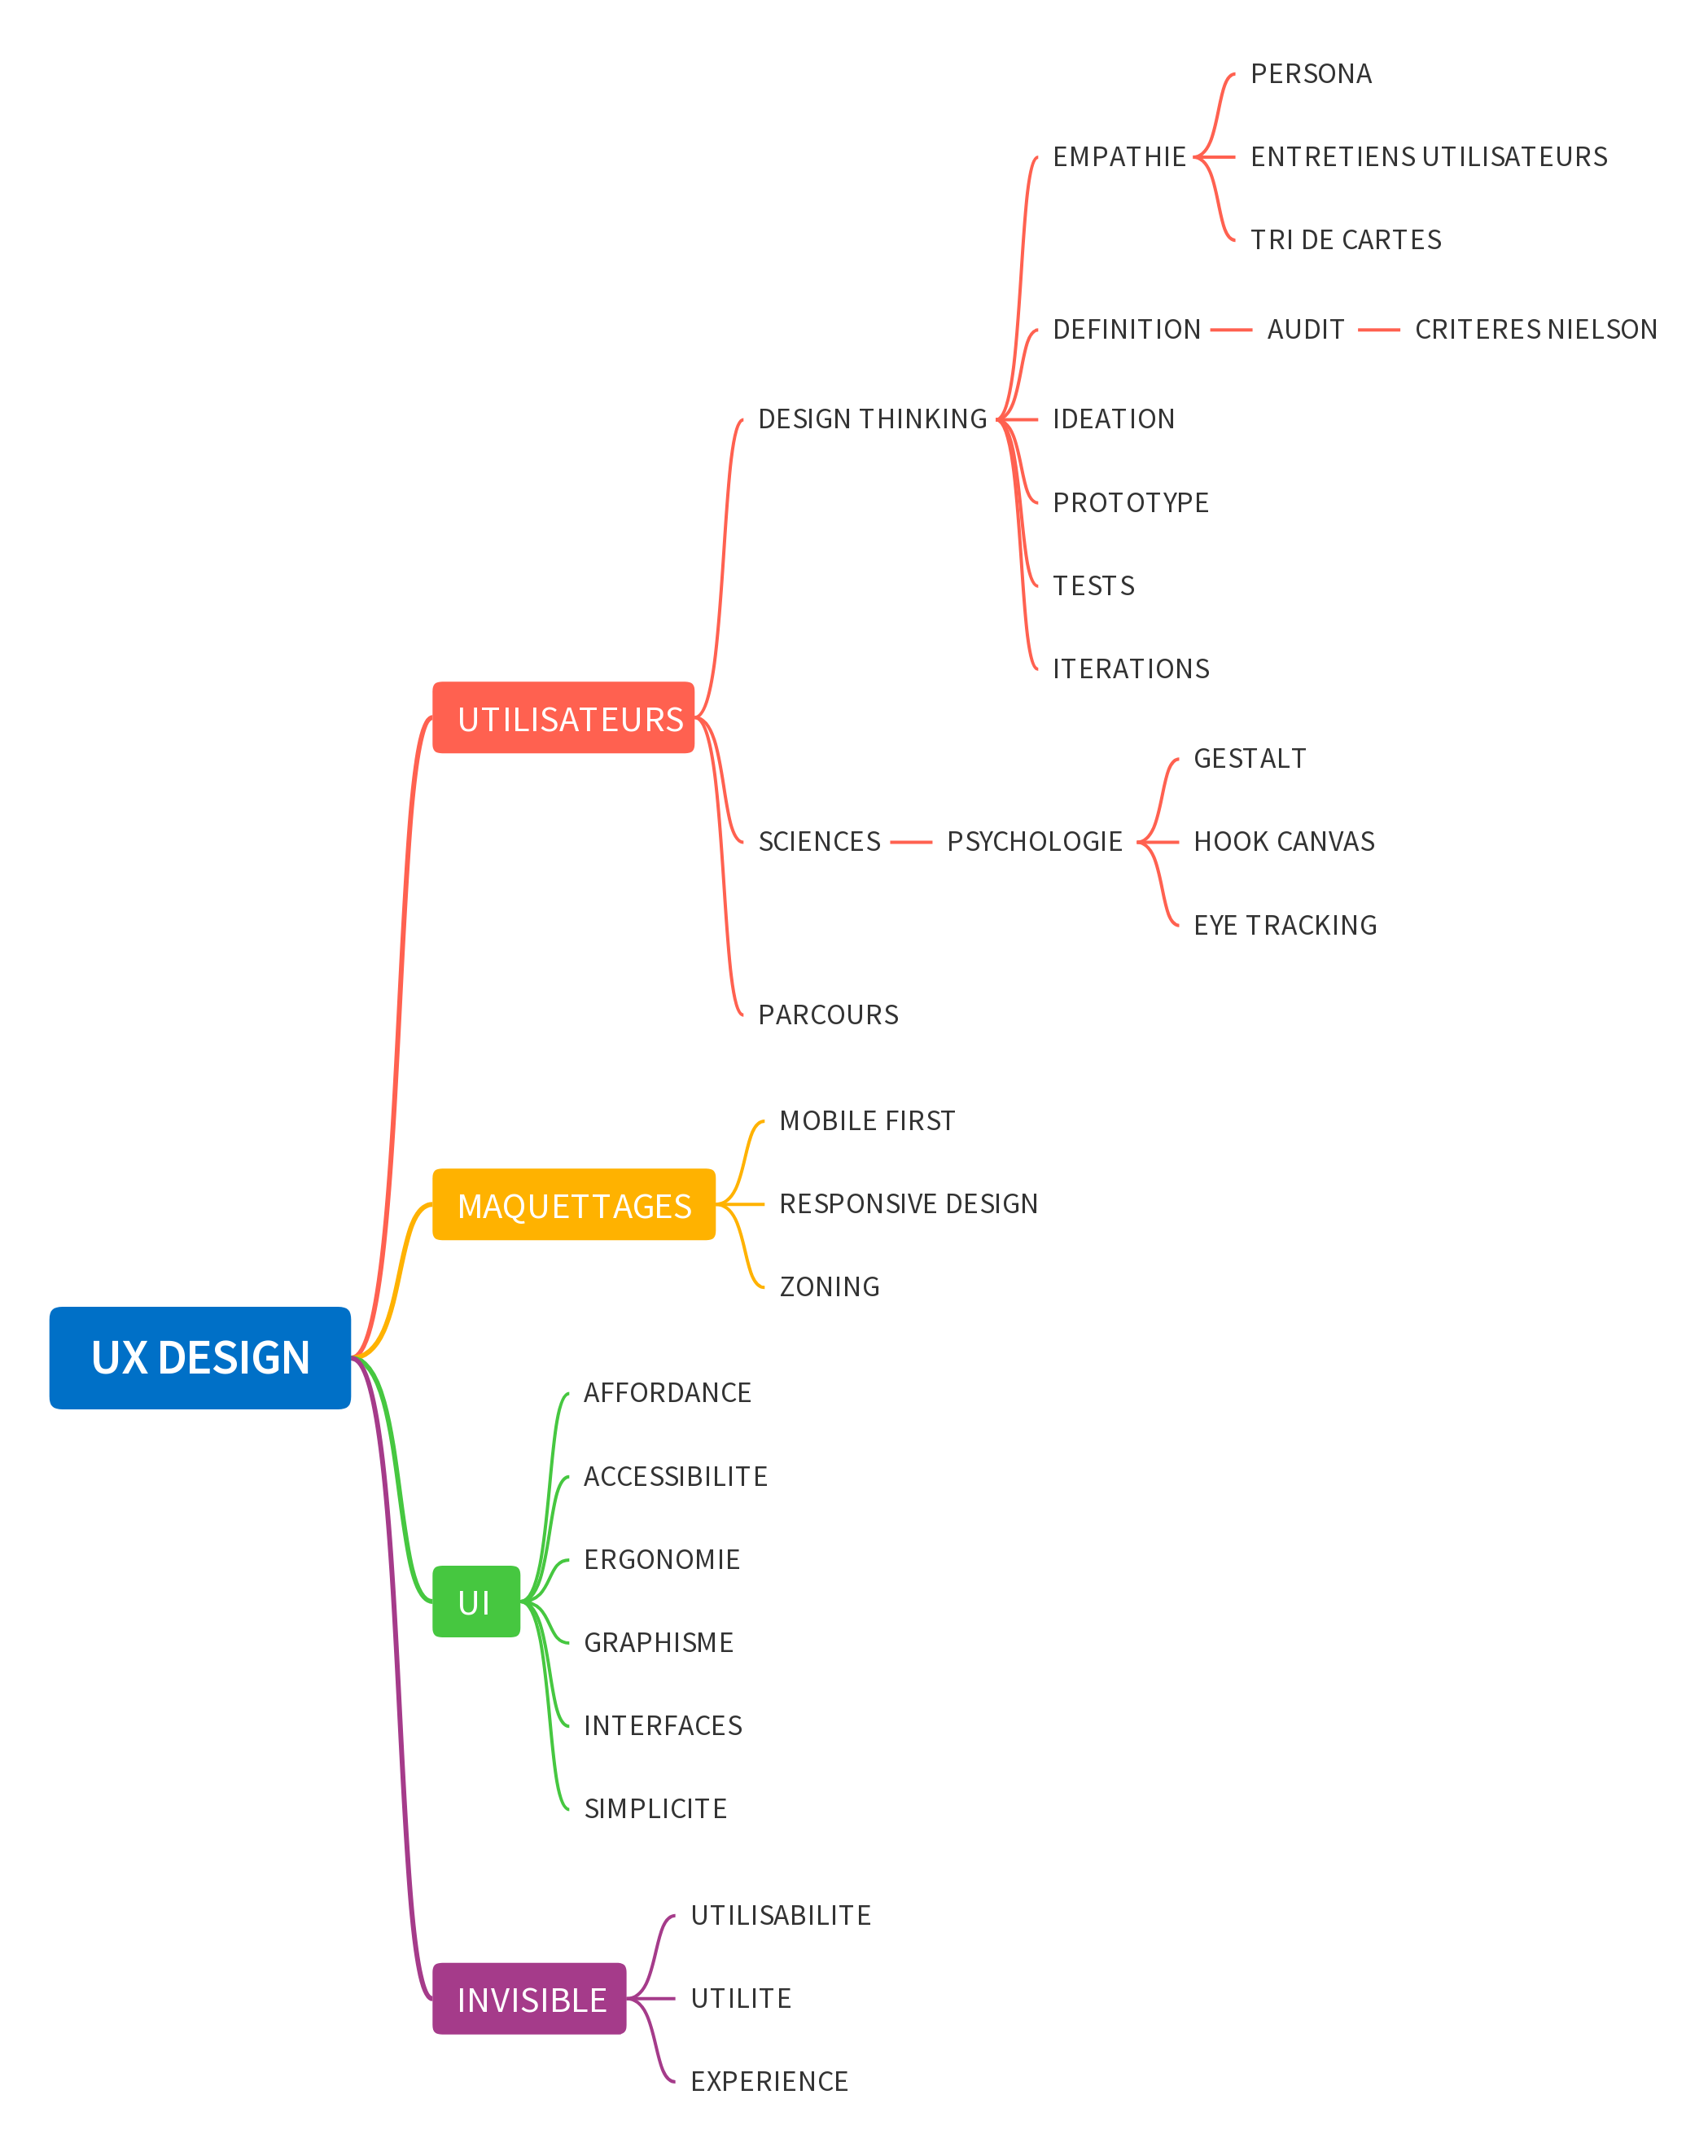 UX DESIGN
UTILISATEURS
DESIGN THINKING
EMPATHIE
PERSONA
ENTRETIENS UTILISATEURS
TRI DE CARTES
DEFINITION
AUDIT
CRITERES NIELSON
IDEATION
PROTOTYPE
TESTS
ITERATIONS
SCIENCES
PSYCHOLOGIE
GESTALT
HOOK CANVAS
EYE TRACKING
PARCOURS
MAQUETTAGES
MOBILE FIRST
RESPONSIVE DESIGN
ZONING
UI
AFFORDANCE
ACCESSIBILITE
ERGONOMIE
GRAPHISME
INTERFACES
SIMPLICITE
INVISIBLE
UTILISABILITE
UTILITE
EXPERIENCE